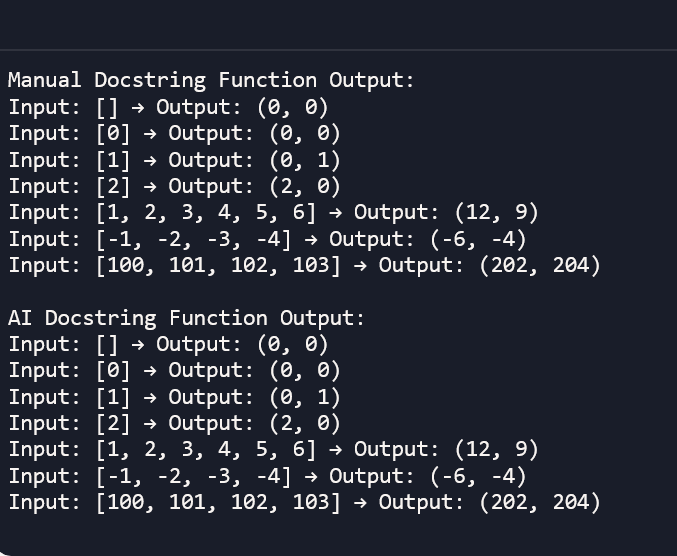 Manual Docstring Function Output:
Input: [] → Output: (0, 0)
Input: [0] → Output: (0, 0)
Input: [1] → Output: (0, 1)
Input: [2] → Output: (2, 0)
Input: [1, 2, 3, 4, 5, 6] → Output: (12, 9)
Input: [-1, -2, -3, -4] → Output: (-6, -4)
Input: [100, 101, 102, 103] → Output: (202, 204)

AI Docstring Function Output:
Input: [] → Output: (0, 0)
Input: [0] → Output: (0, 0)
Input: [1] → Output: (0, 1)
Input: [2] → Output: (2, 0)
Input: [1, 2, 3, 4, 5, 6] → Output: (12, 9)
Input: [-1, -2, -3, -4] → Output: (-6, -4)
Input: [100, 101, 102, 103] → Output: (202, 204)